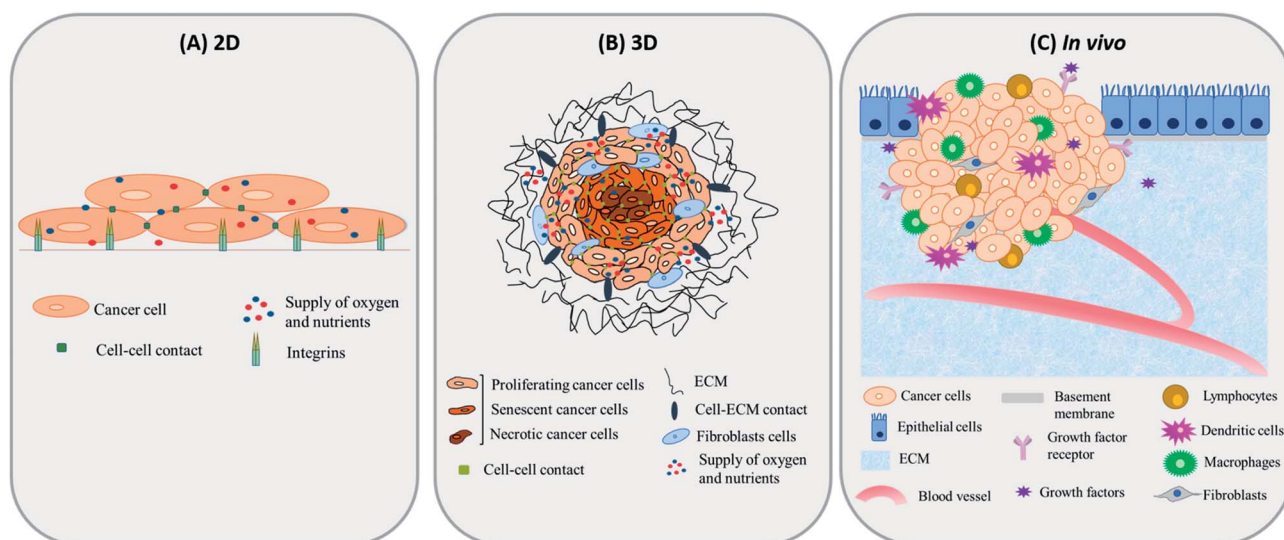 (A) 2D
Cancer cell
Cell-cell contact
Supply of oxygen
and nutrients
Integrins
(B) 3D
Proliferating cancer cells
Senescent cancer cells
Necrotic cancer cells
Cell-cell contact
ECM
Cell-ECM contact
Fibroblasts cells
Supply of oxygen
and nutrients
(C) In vivo
Cancer cells
Epithelial cells
ECM
Blood vessel
Basement
membrane
Growth factor
receptor
Growth factors
Lymphocytes
Dendritic cells
Macrophages
Fibroblasts